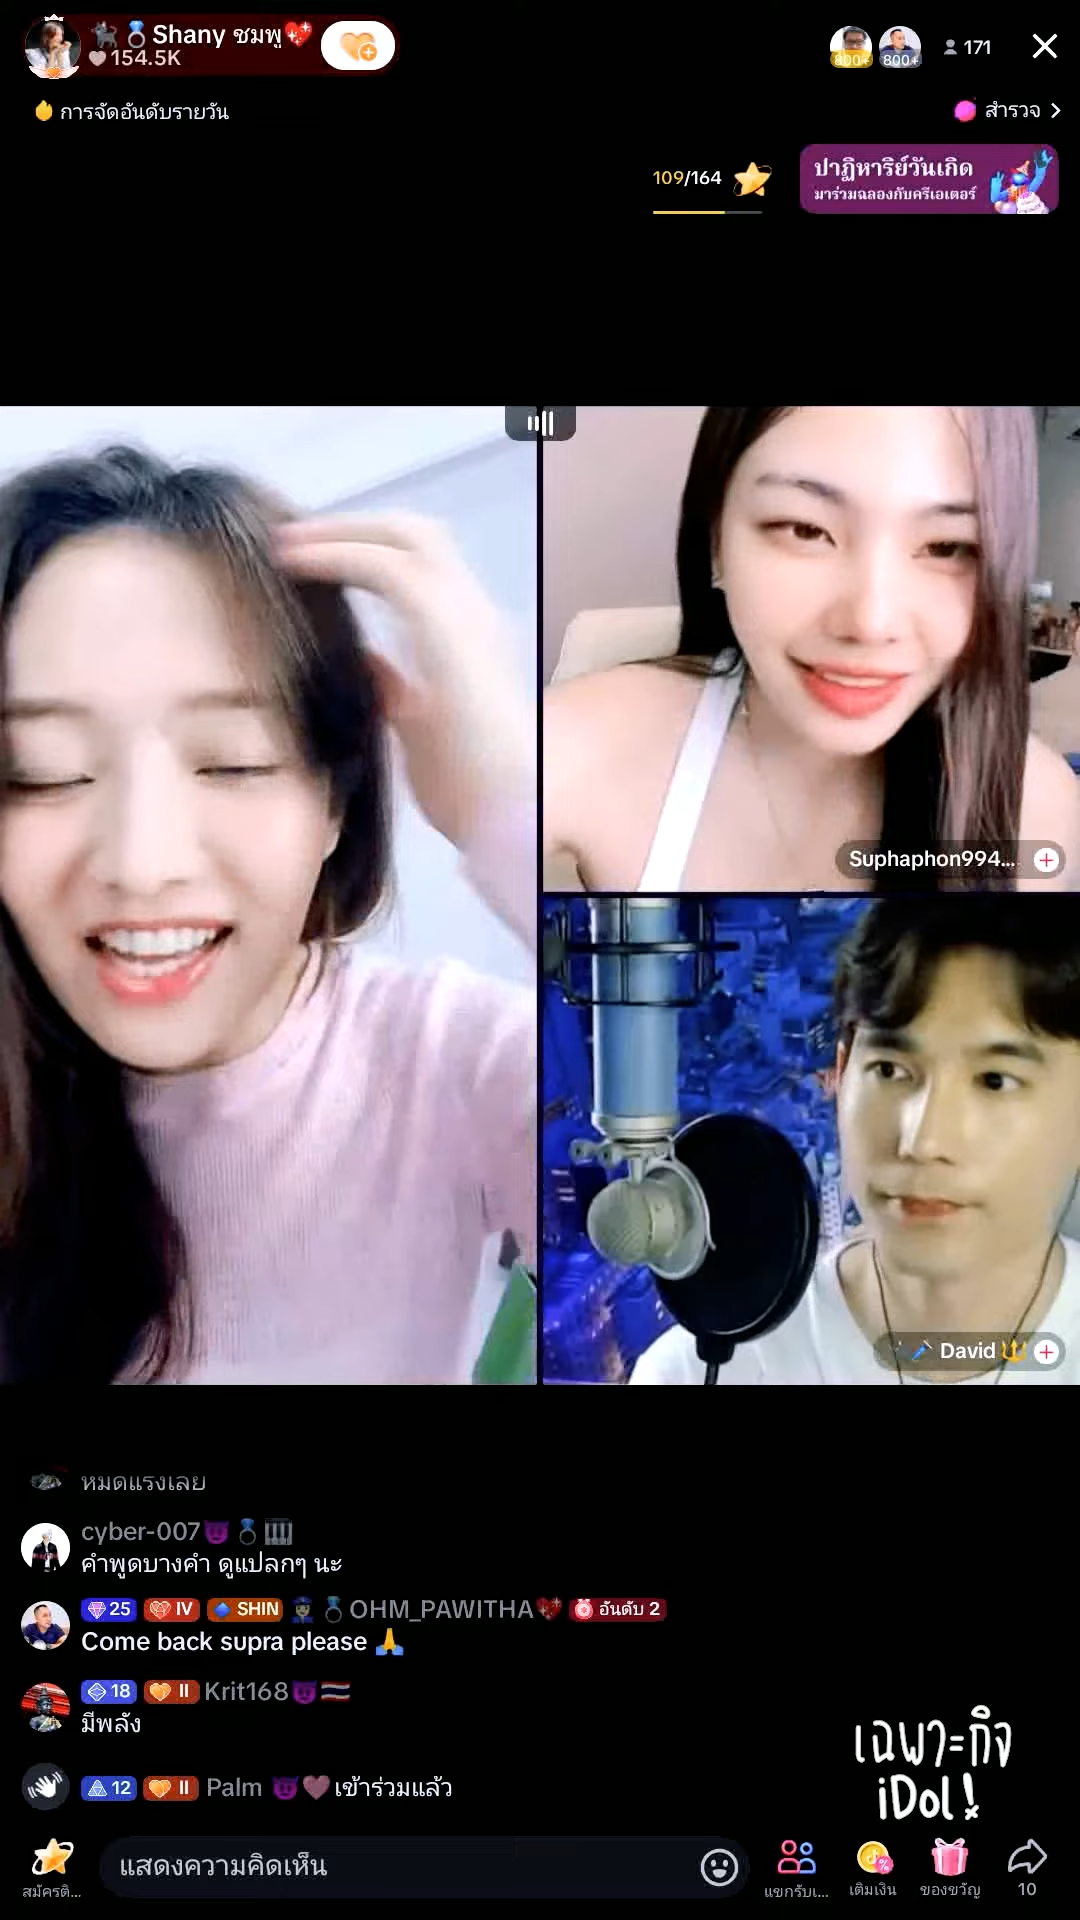 Shany ชมพู
154.5K
800+
800+
171
การจัดอันดับรายวัน
สำรวจ
109/164
ปาฏิหาริย์วันเกิด
มาร่วมฉลองกับครีเอเตอร์
Suphaphon994...
David
หมดแรงเลย
cyber-007
คำพูดบางคำ ดูแปลกๆ นะ
25 IV SHIN OHM_PAWITHA อันดับ 2
Come back supra please 🙏
18 II Krit168
มีพลัง
12 II Palm เข้าร่วมแล้ว
เฉพาะกิจ
iDol!
แสดงความคิดเห็น
สมัครติ...
แขกรับเ...
เติมเงิน
ของขวัญ
10